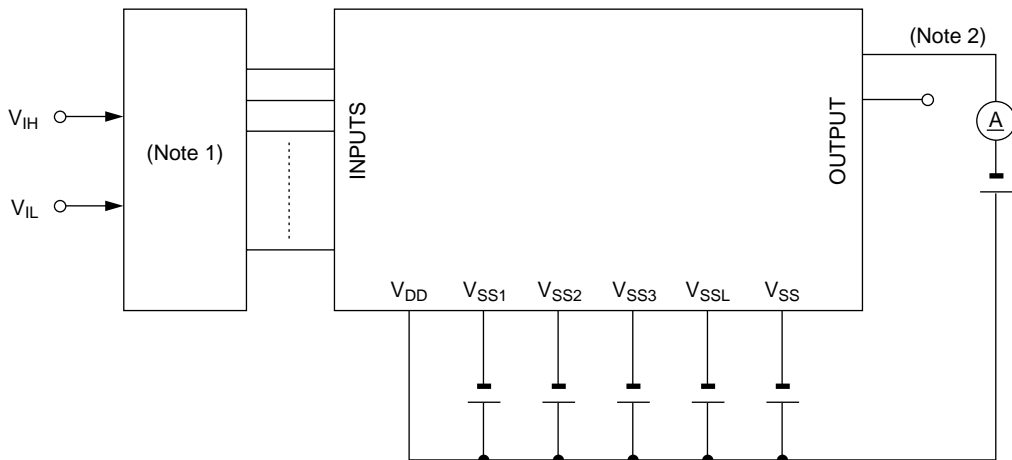 (Note 2)
V_IH
(Note 1)
INPUTS
OUTPUT
A
V_IL
V_DD V_SS1 V_SS2 V_SS3 V_SSL V_SS